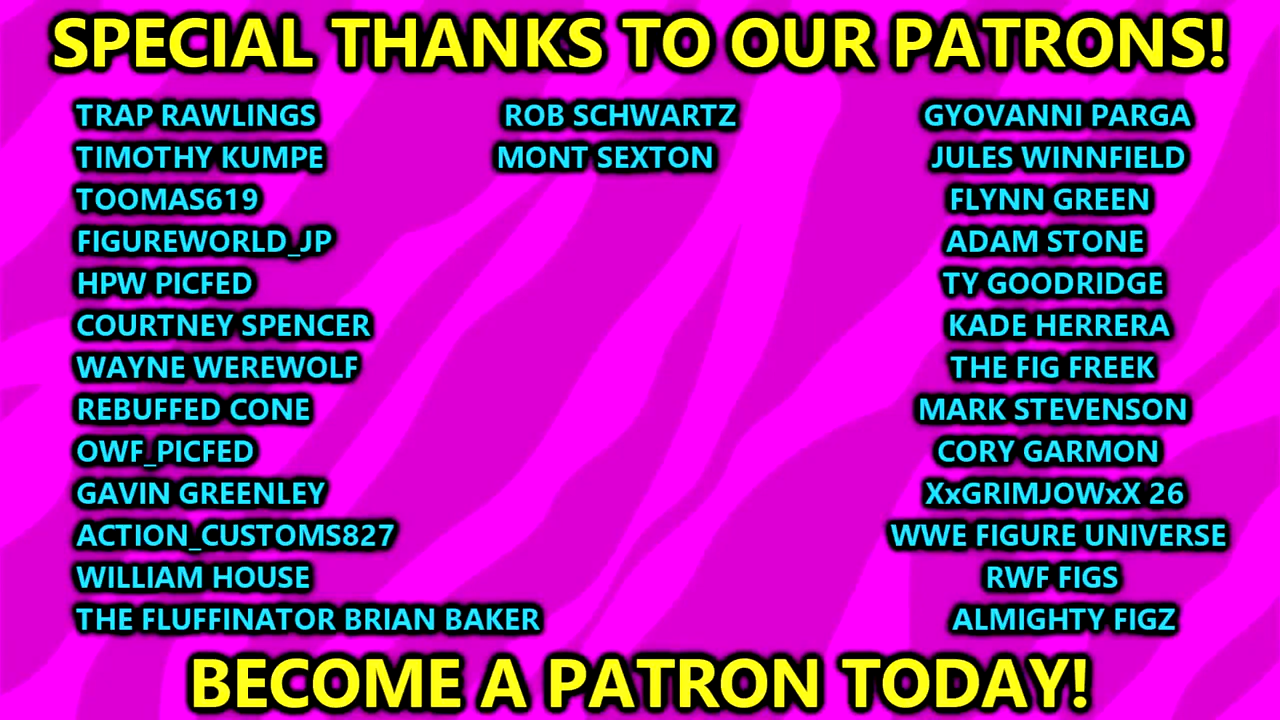 SPECIAL THANKS TO OUR PATRONS!
TRAP RAWLINGS
TIMOTHY KUMPE
TOOMAS619
FIGUREWORLD_JP
HPW PICFED
COURTNEY SPENCER
WAYNE WEREWOLF
REBUFFED CONE
OWF_PICFED
GAVIN GREENLEY
ACTION_CUSTOMS827
WILLIAM HOUSE
THE FLUFFINATOR BRIAN BAKER
ROB SCHWARTZ
MONT SEXTON
GYOVANNI PARGA
JULES WINNFIELD
FLYNN GREEN
ADAM STONE
TY GOODRIDGE
KADE HERRERA
THE FIG FREEK
MARK STEVENSON
CORY GARMON
XxGRIMJOWxX 26
WWE FIGURE UNIVERSE
RWF FIGS
ALMIGHTY FIGZ
BECOME A PATRON TODAY!